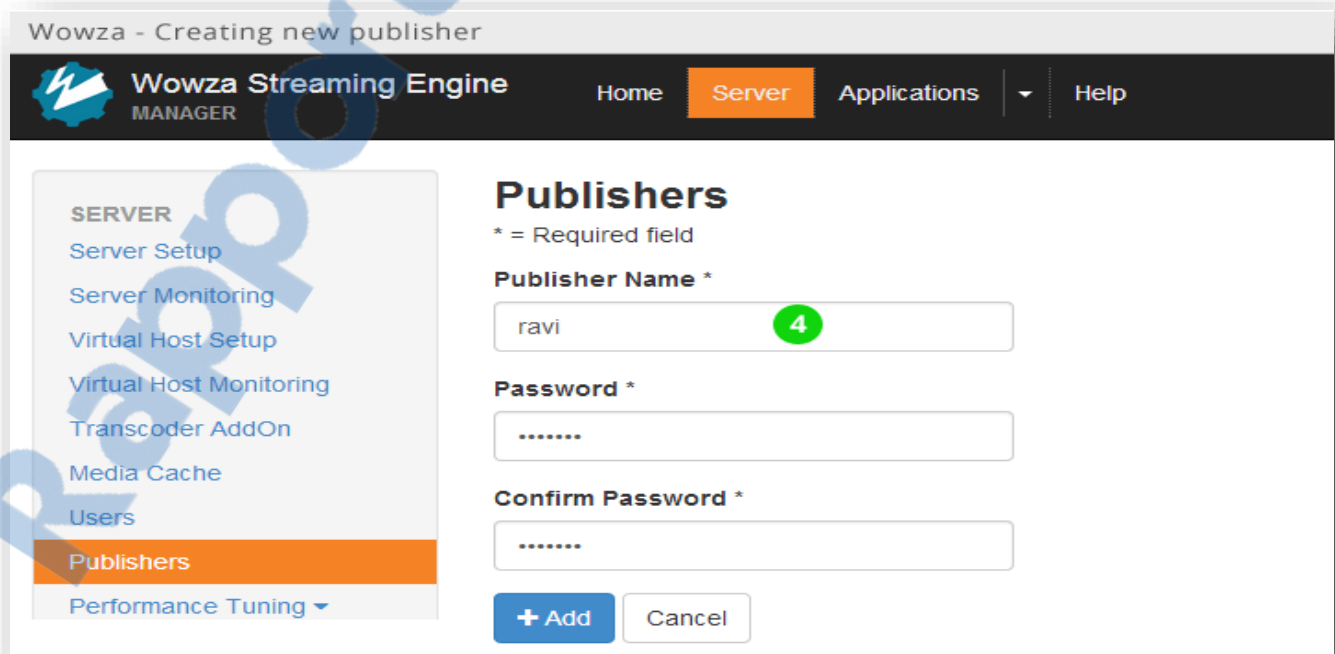 Wowza - Creating new publisher
Wowza Streaming Engine
MANAGER
Home Server Applications Help
SERVER
Server Setup
Server Monitoring
Virtual Host Setup
Virtual Host Monitoring
Transcoder AddOn
Media Cache
Users
Publishers
Performance Tuning
Publishers
* = Required field
Publisher Name *
ravi 4
Password *
•••••••
Confirm Password *
•••••••
+ Add Cancel